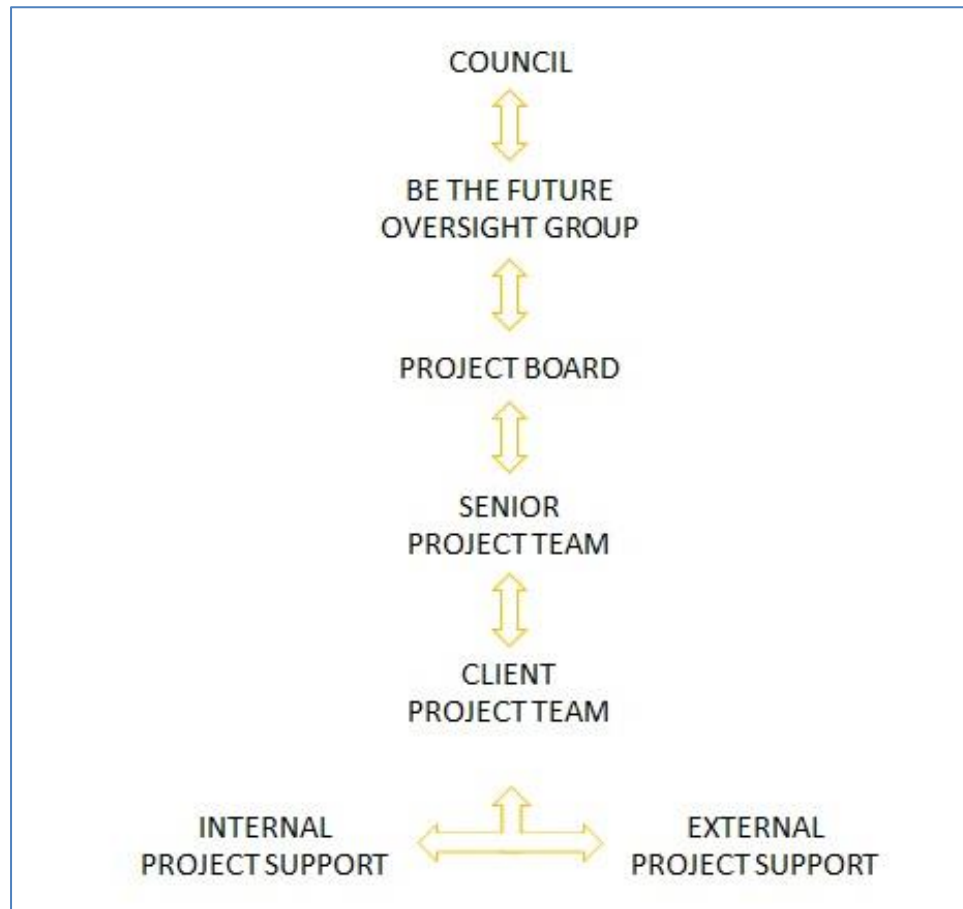 COUNCIL
BE THE FUTURE
OVERSIGHT GROUP
PROJECT BOARD
SENIOR
PROJECT TEAM
CLIENT
PROJECT TEAM
INTERNAL
PROJECT SUPPORT
EXTERNAL
PROJECT SUPPORT